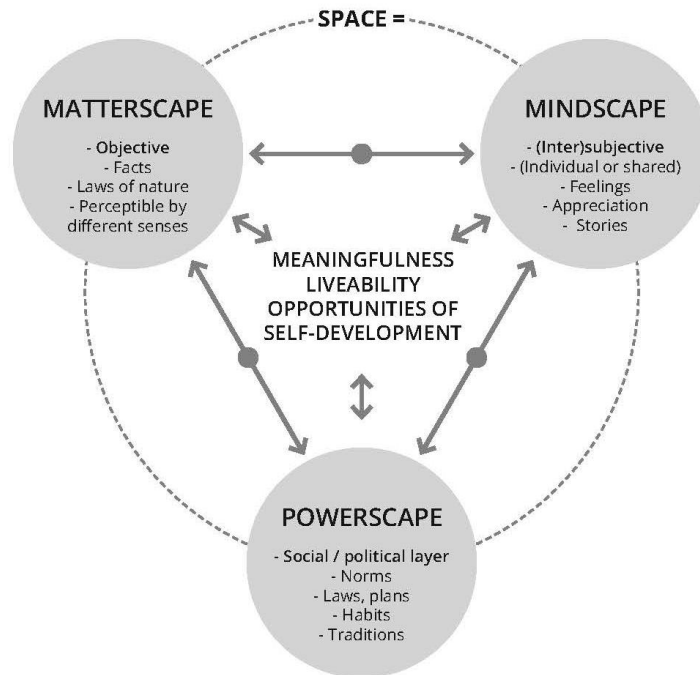 SPACE =
MATTERSCAPE
- Objective
- Facts
- Laws of nature
- Perceptible by
different senses
MINDSCAPE
- (Inter)subjective
- (Individual or shared)
- Feelings
- Appreciation
- Stories
MEANINGFULNESS
LIVEABILITY
OPPORTUNITIES OF
SELF-DEVELOPMENT
POWERSCAPE
- Social / political layer
- Norms
- Laws, plans
- Habits
- Traditions